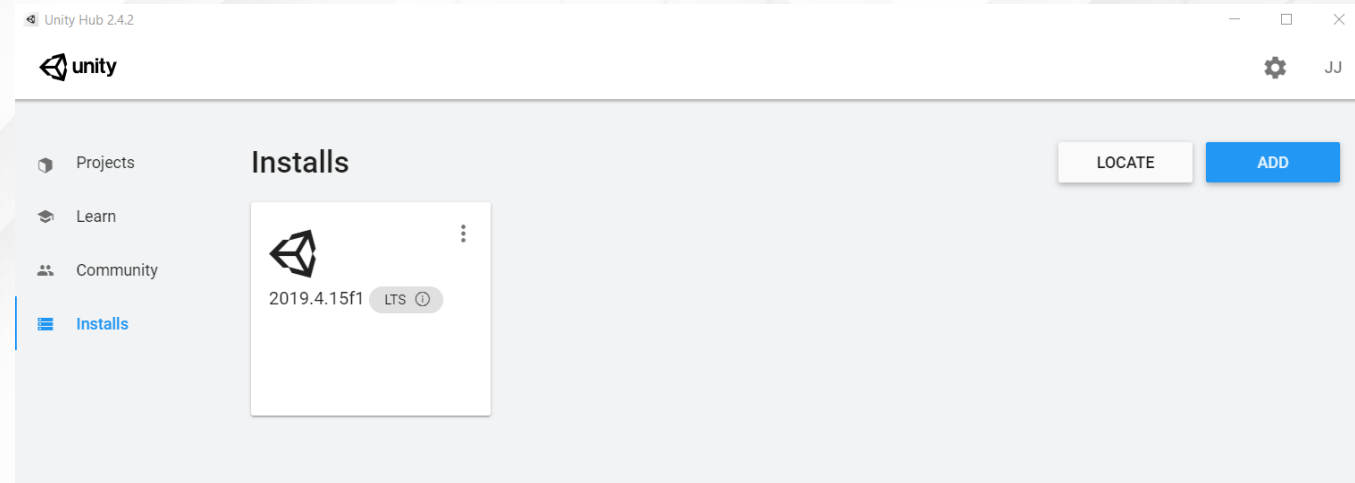 Unity Hub 2.4.2
unity
JJ
Projects
Learn
Community
Installs
Installs
LOCATE
ADD
2019.4.15f1 LTS